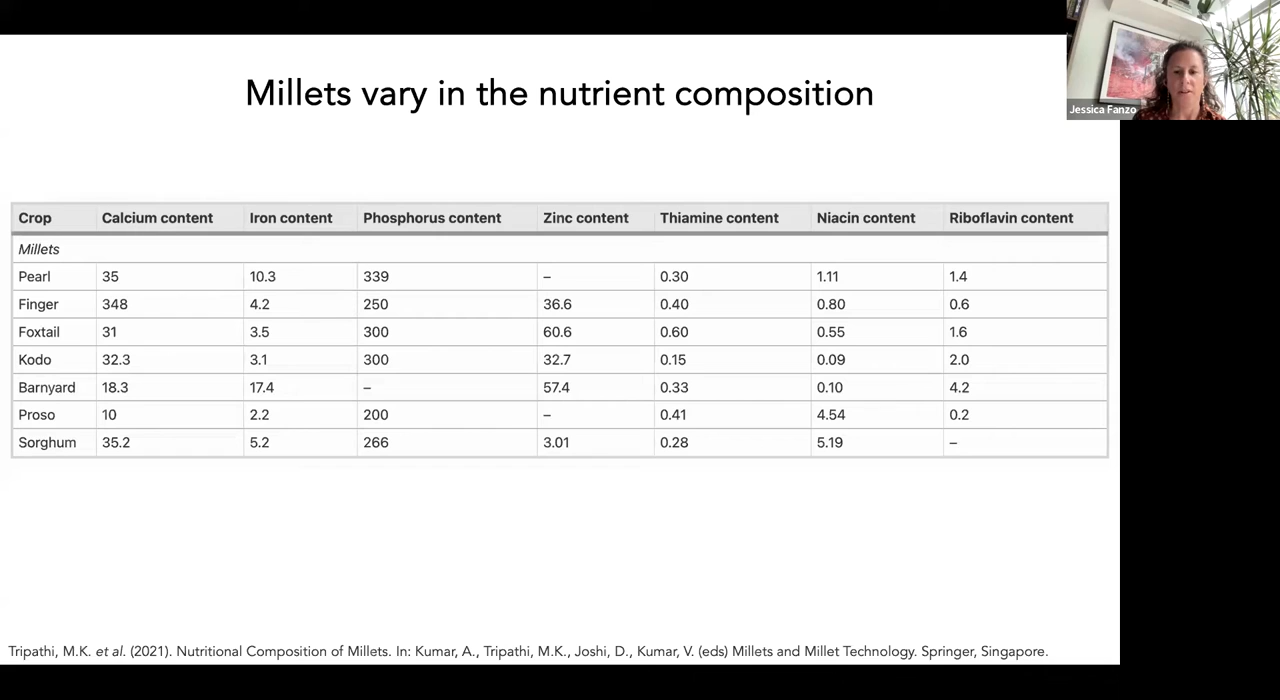 Jessica Fanzo
Millets vary in the nutrient composition
Crop Calcium content Iron content Phosphorus content Zinc content Thiamine content Niacin content Riboflavin content
Millets
Pearl 35 10.3 339 – 0.30 1.11 1.4
Finger 348 4.2 250 36.6 0.40 0.80 0.6
Foxtail 31 3.5 300 60.6 0.60 0.55 1.6
Kodo 32.3 3.1 300 32.7 0.15 0.09 2.0
Barnyard 18.3 17.4 – 57.4 0.33 0.10 4.2
Proso 10 2.2 200 – 0.41 4.54 0.2
Sorghum 35.2 5.2 266 3.01 0.28 5.19 –
Tripathi, M.K. et al. (2021). Nutritional Composition of Millets. In: Kumar, A., Tripathi, M.K., Joshi, D., Kumar, V. (eds) Millets and Millet Technology. Springer, Singapore.